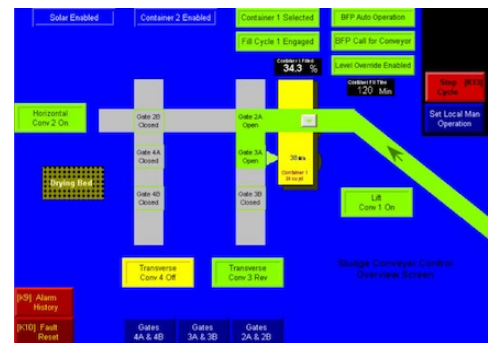 Solar Enabled
Container 2 Enabled
Container 1 Selected
BFP Auto Operation
Fill Cycle 1 Engaged
BFP Call for Conveyor
Container 1 Filled
34.3 %
Level Override Enabled
Container Fill Time
120 Min
Stop [K13]
Cycle
Set Local Man
Operation
Horizontal
Conv 2 On
Gate 2B
Closed
Gate 2A
Open
Gate 4A
Closed
Gate 3A
Open
Drying Bed
Gate 4B
Closed
Gate 3B
Closed
Container 1
Lift
Conv 1 On
Transverse
Conv 4 Off
Transverse
Conv 3 Rev
Sludge Conveyor Control
Overview Screen
[K9] Alarm
History
[K10] Fault
Reset
Gates
4A & 4B
Gates
3A & 3B
Gates
2A & 2B